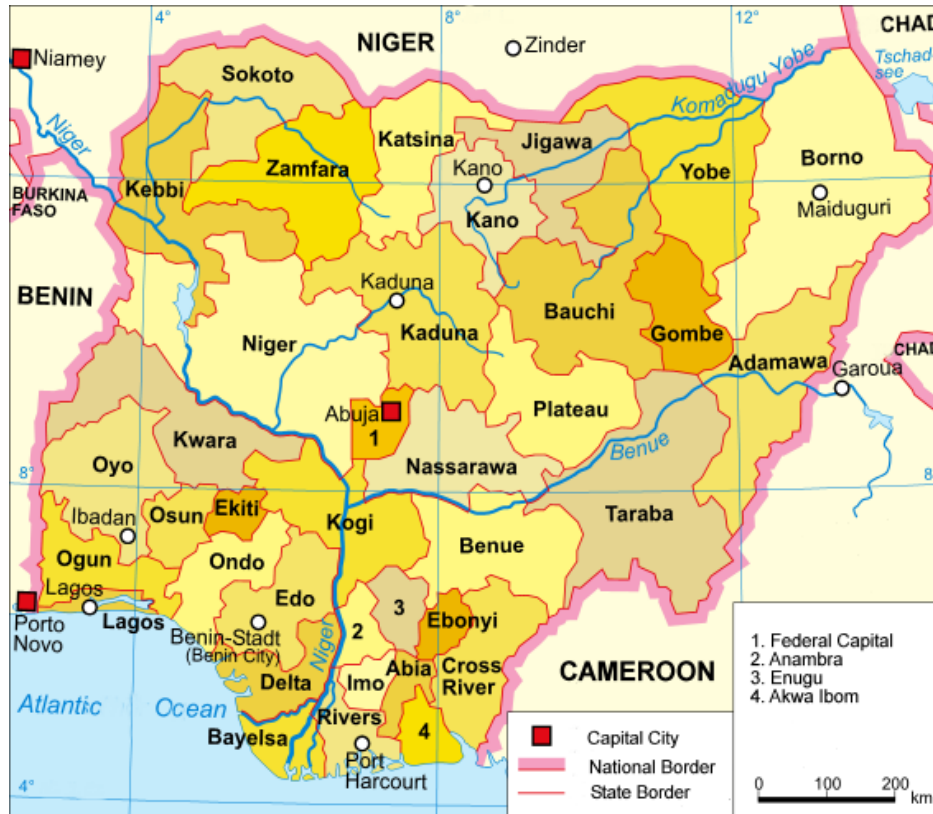 4°
8°
12°
CHAD
NIGER
Zinder
Niamey
Tschad-
see
Sokoto
Komadugu Yobe
Niger
Katsina
Jigawa
Kano
Zamfara
Yobe
Borno
Kebbi
BURKINA
FASO
Kano
Maiduguri
Kaduna
BENIN
Bauchi
Niger
Kaduna
Gombe
CHAD
Adamawa
Garoua
Abuja
1
Plateau
Kwara
Benue
Nassarawa
Oyo
8°
8
Ibadan
Osun
Ekiti
Kogi
Taraba
Benue
Ogun
Ondo
Lagos
Edo
3
Ebonyi
Porto
Novo
Lagos
Benin-Stadt
(Benin City)
Niger
2
Abia
Cross
River
CAMEROON
Delta
Imo
Atlantic Ocean
Rivers
4
Bayelsa
Port
Harcourt
4°
1. Federal Capital
2. Anambra
3. Enugu
4. Akwa Ibom
Capital City
National Border
State Border
0 100 200
km